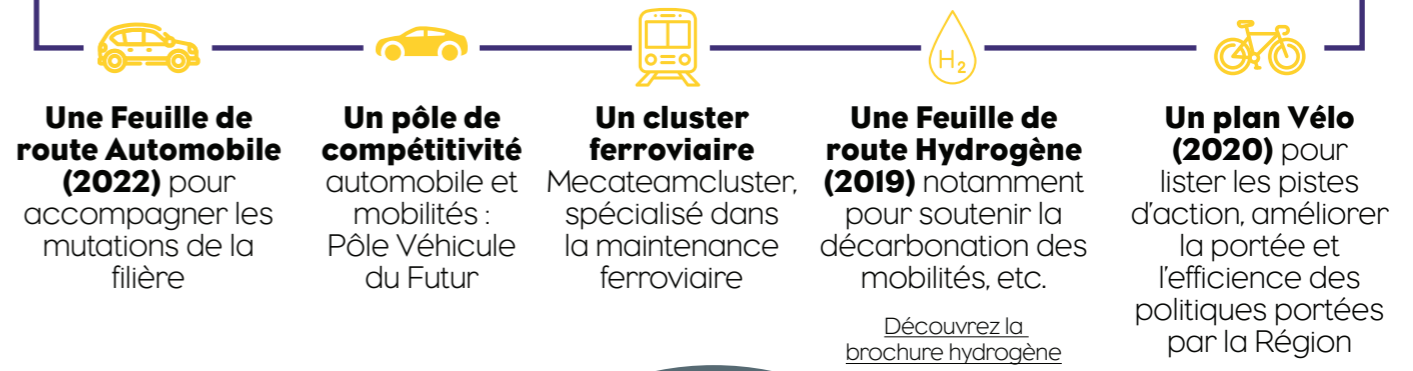 Une Feuille de
route Automobile
(2022) pour
accompagner les
mutations de la
filière
Un pôle de
compétitivité
automobile et
mobilités :
Pôle Véhicule
du Futur
Un cluster
ferroviaire
Mecateamcluster,
spécialisé dans
la maintenance
ferroviaire
H₂
Une Feuille de
route Hydrogène
(2019) notamment
pour soutenir la
décarbonation des
mobilités, etc.
Découvrez la
brochure hydrogène
Un plan Vélo
(2020) pour
lister les pistes
d'action, améliorer
la portée et
l'efficience des
politiques portées
par la Région